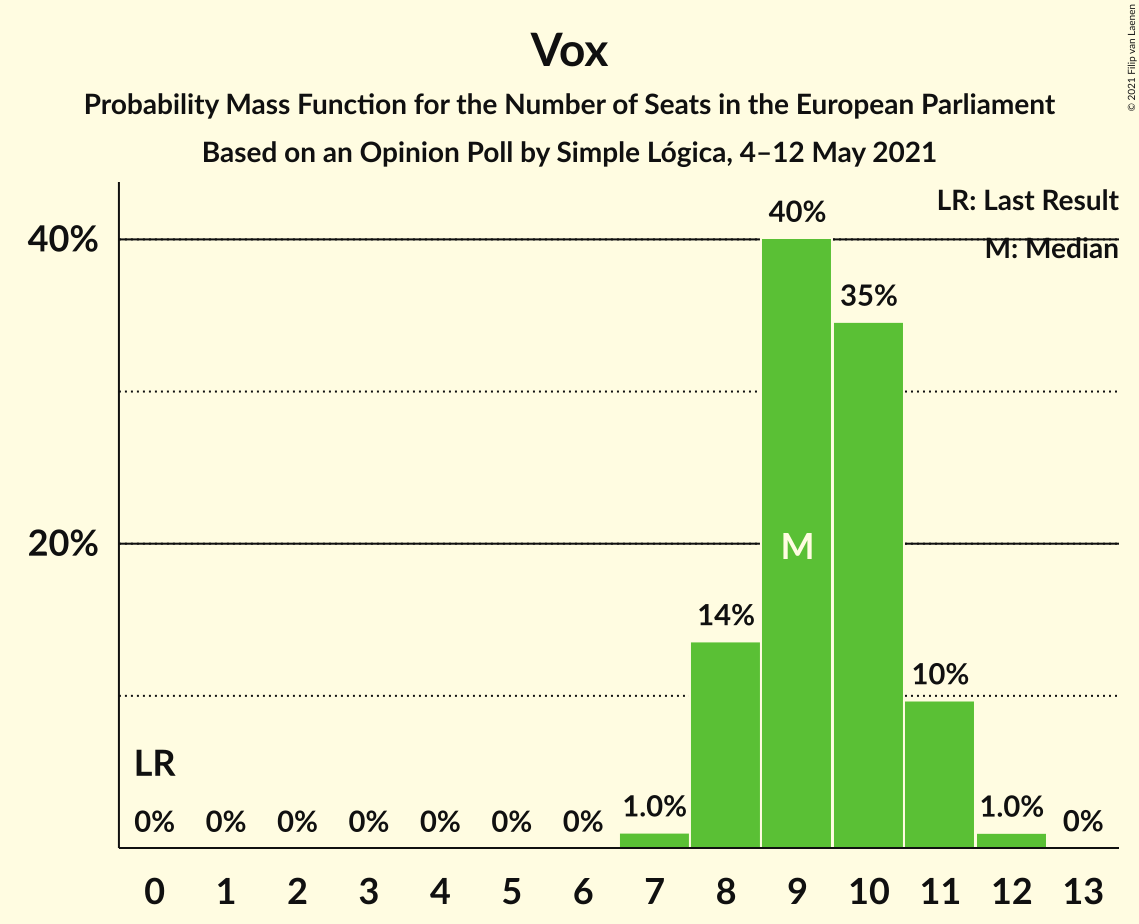 Vox
Probability Mass Function for the Number of Seats in the European Parliament
Based on an Opinion Poll by Simple Lógica, 4–12 May 2021
© 2021 Filip van Laenen
LR: Last Result
M: Median
40%
20%
40%
35%
M
14%
10%
LR
0% 0% 0% 0% 0% 0% 0% 1.0% 1.0% 0%
0 1 2 3 4 5 6 7 8 9 10 11 12 13